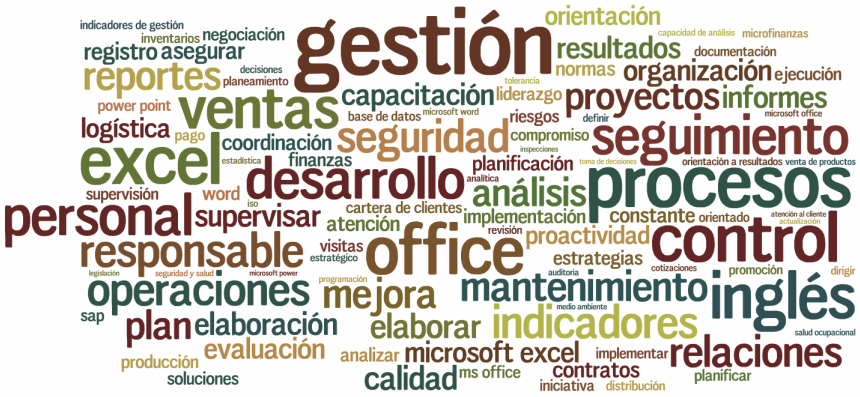 orientación
indicadores de gestión
gestión
capacidad de análisis
microfinanzas
inventarios
negociación
registro
asegurar
resultados
documentación
decisiones
reportes
planeamiento
normas
organización
ejecución
tolerancia
ventas
capacitación
liderazgo
proyectos
informes
power point
microsoft word
base de datos
riesgos
definir
microsoft office
logística
pago
coordinación
seguridad
compromiso
seguimiento
inspecciones
excel
estadística
finanzas
planificación
toma de decisiones
orientación a resultados
venta de productos
desarrollo
analítica
análisis
procesos
supervisión
word
iso
personal
supervisar
cartera de clientes
implementación
constante
orientado
atención al cliente
actualización
atención
revisión
proactividad
control
responsable
visitas
estratégico
office
estrategias
legislación
seguridad y salud
microsoft power
programación
auditoria
cotizaciones
promoción
dirigir
operaciones
mejora
mantenimiento
inglés
medio ambiente
sap
plan
elaboración
elaborar
indicadores
salud ocupacional
evaluación
analizar
microsoft excel
implementar
relaciones
producción
soluciones
calidad
ms office
contratos
planificar
iniciativa
distribución